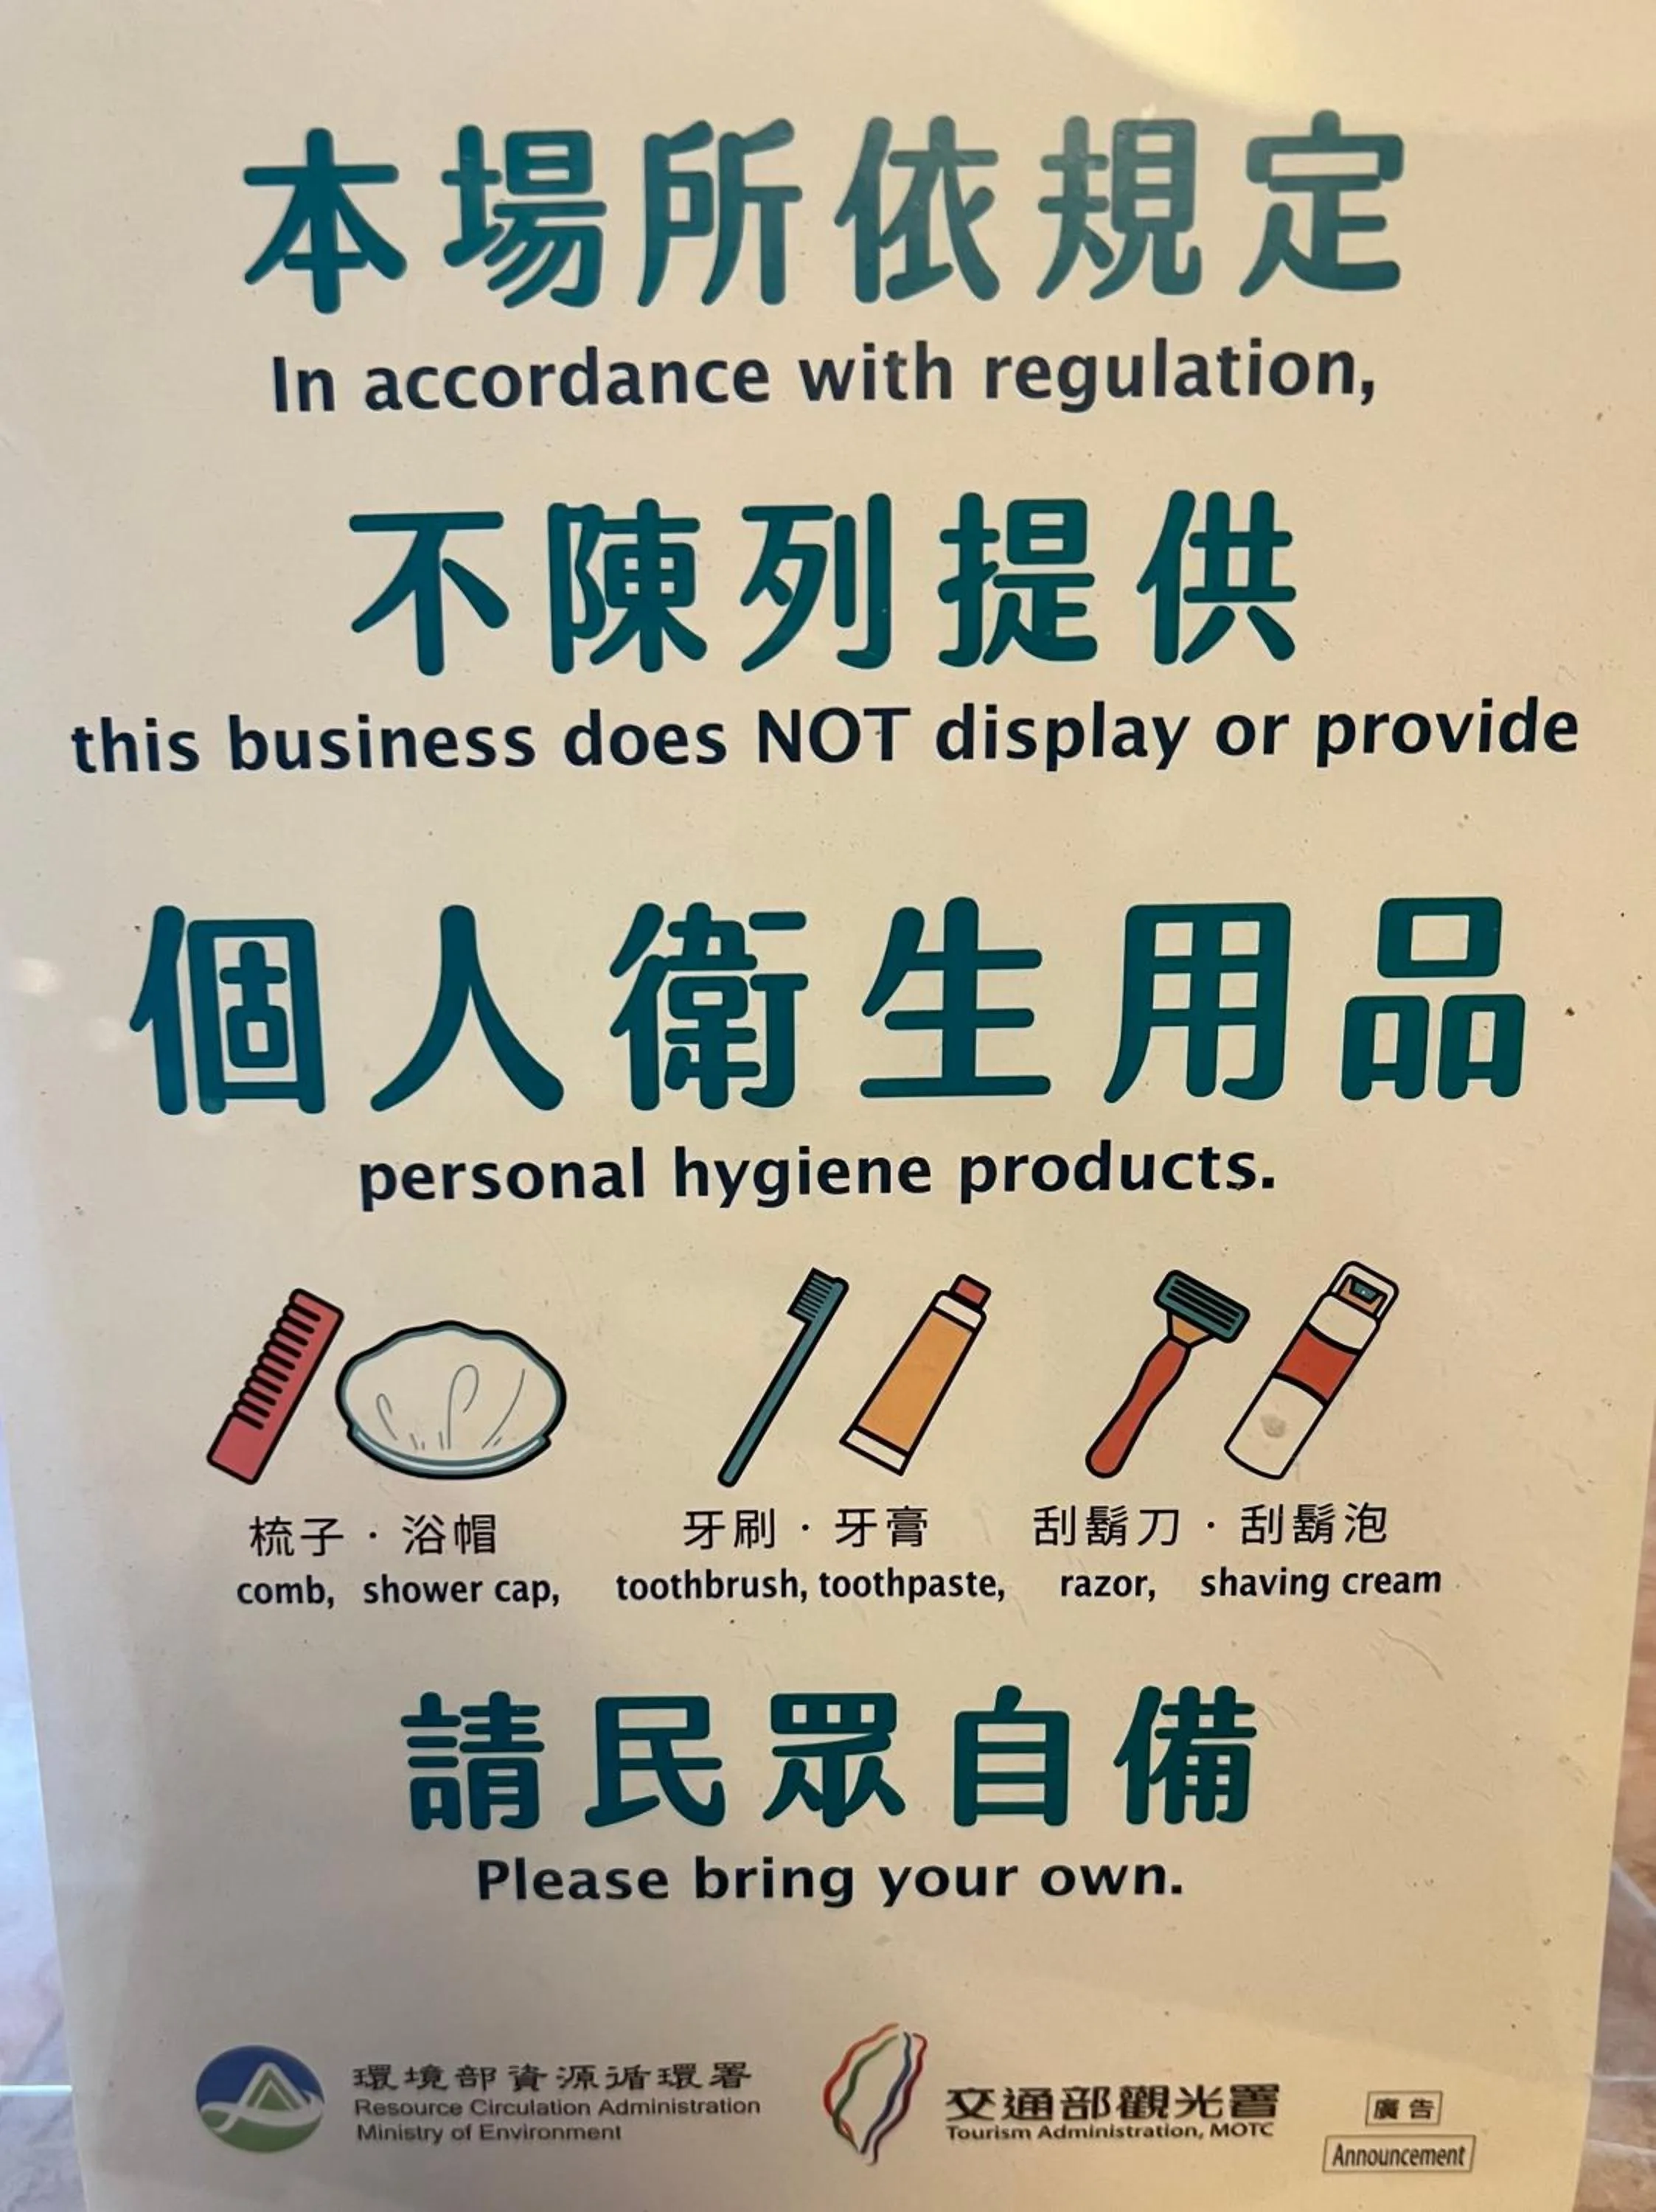 本場所依規定
In accordance with regulation,
不陳列提供
this business does NOT display or provide
個人衛生用品
personal hygiene products.
梳子·浴帽 牙刷·牙膏 刮鬍刀·刮鬍泡
comb, shower cap, toothbrush, toothpaste, razor, shaving cream
請民眾自備
Please bring your own.
環境部資源循環署
Resource Circulation Administration
Ministry of Environment
交通部觀光署
Tourism Administration, MOTC
廣告
Announcement